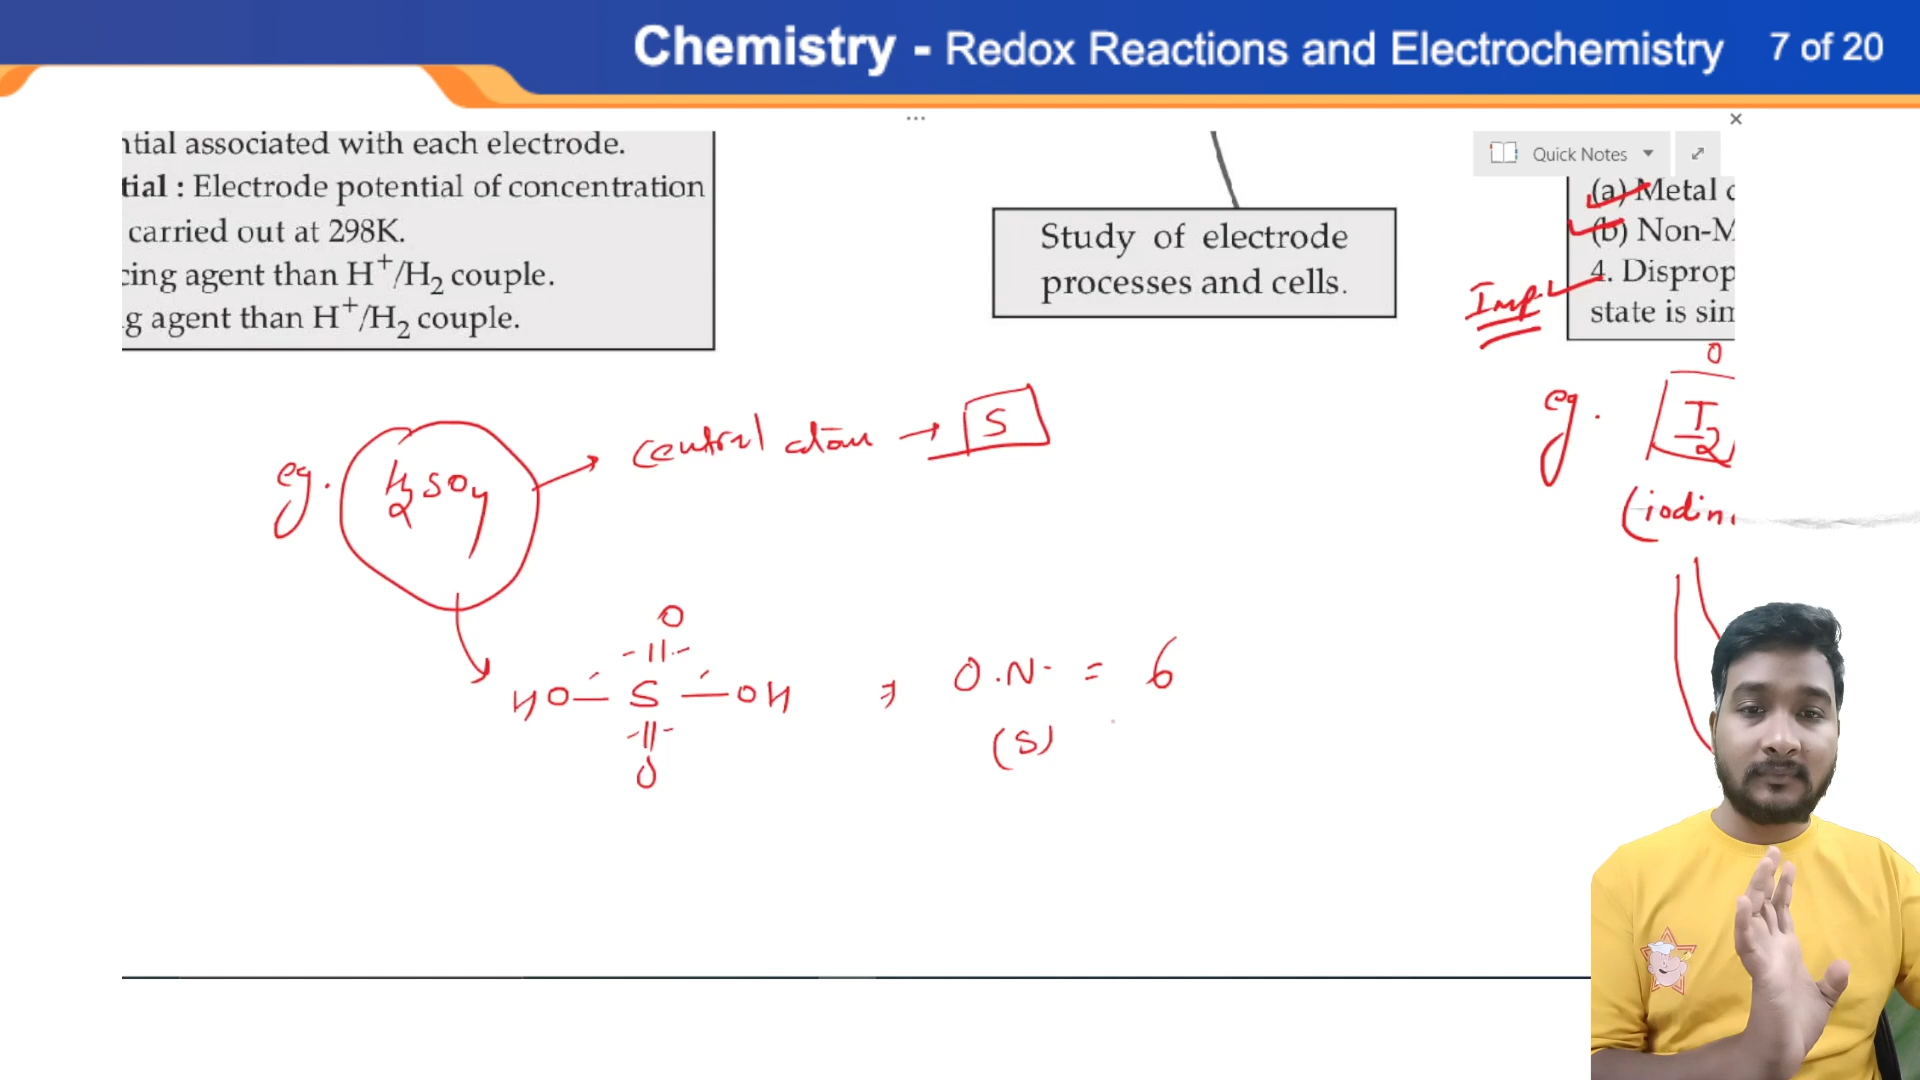 Chemistry - Redox Reactions and Electrochemistry 7 of 20
ntial associated with each electrode.
tial : Electrode potential of concentration
carried out at 298K.
cing agent than H⁺/H₂ couple.
g agent than H⁺/H₂ couple.
Study of electrode
processes and cells.
Quick Notes
(a) Metal c
(b) Non-M
4. Disprop
state is sim
Imp.
eg. H₂SO₄ → central atom → S
0
eg. I₂
(iodin
O
HO – S – OH , O.N. = 6
(S)
O